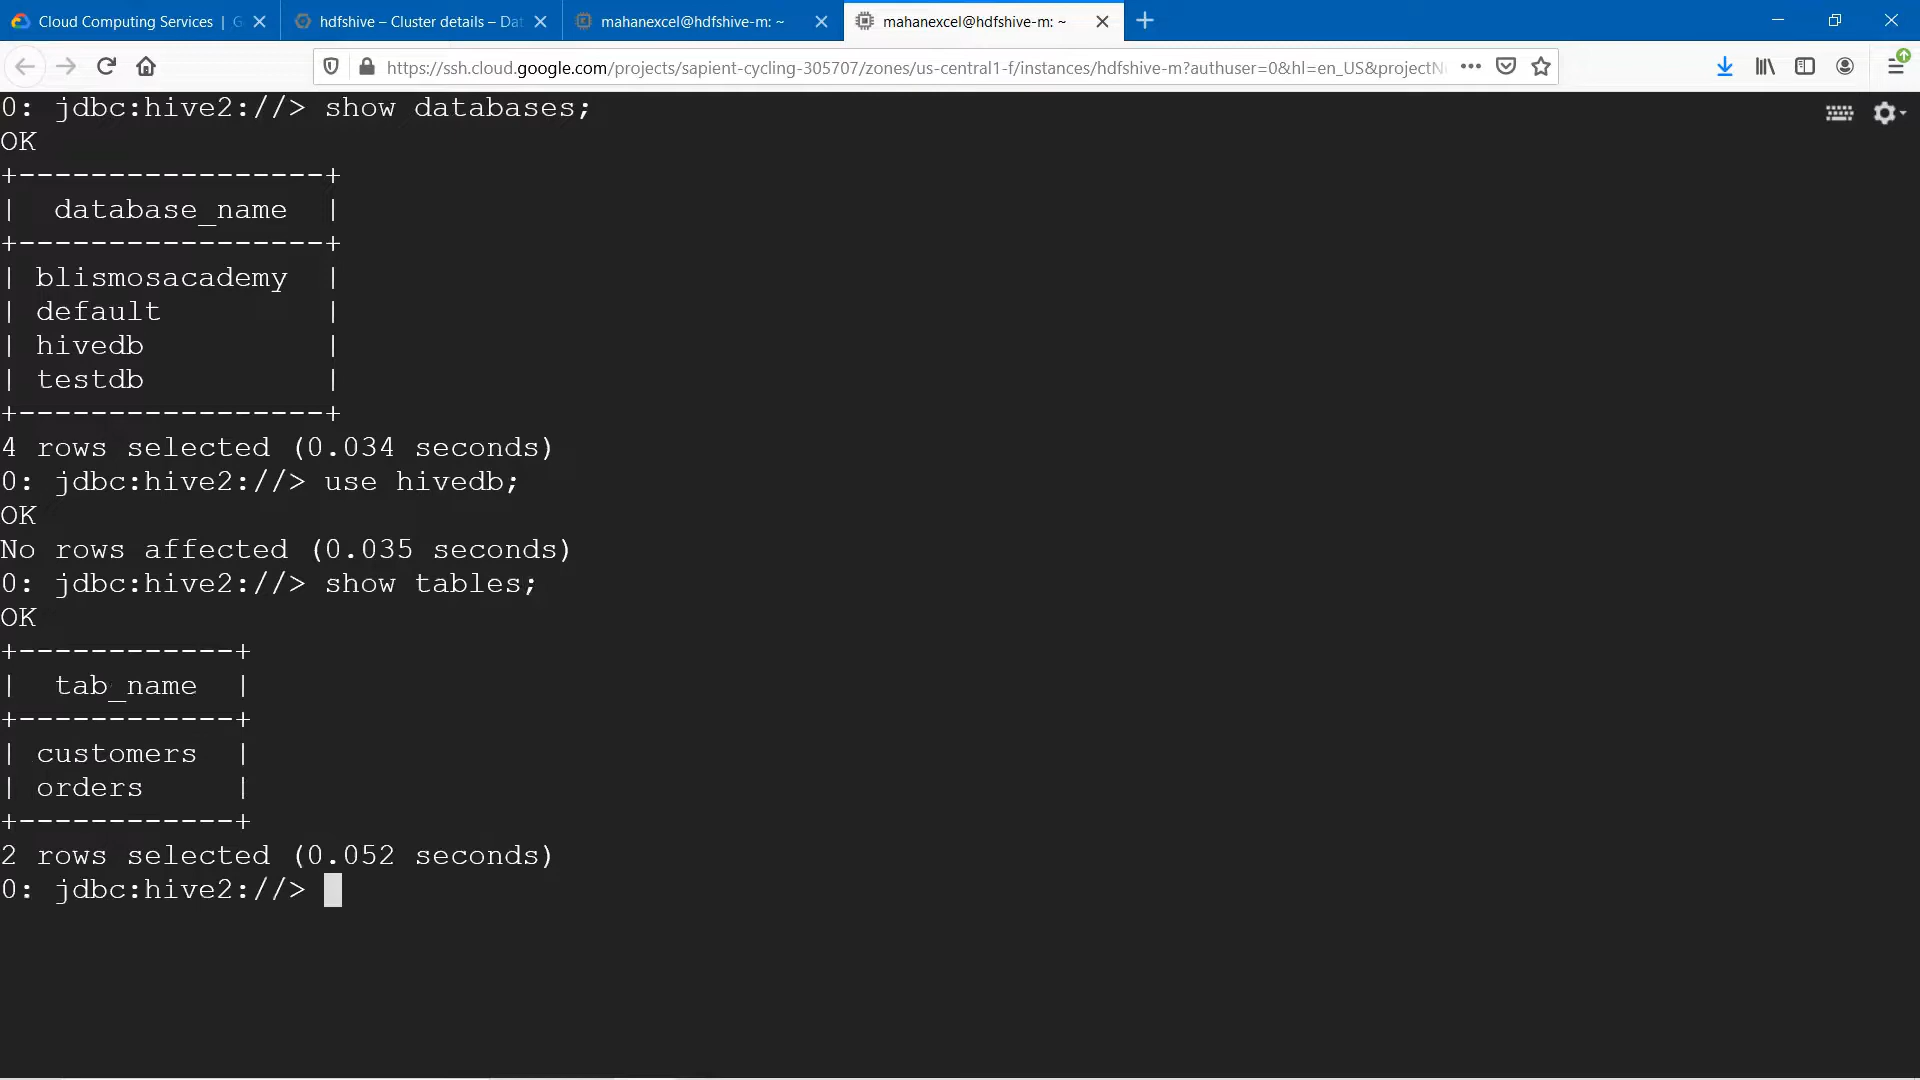 Cloud Computing Services | G
hdfshive – Cluster details – Dat
mahanexcel@hdfshive-m: ~
mahanexcel@hdfshive-m: ~
https://ssh.cloud.google.com/projects/sapient-cycling-305707/zones/us-central1-f/instances/hdfshive-m?authuser=0&hl=en_US&projectN
0: jdbc:hive2://> show databases;
OK
+-----------------+
|  database_name  |
+-----------------+
| blismosacademy  |
| default         |
| hivedb          |
| testdb          |
+-----------------+
4 rows selected (0.034 seconds)
0: jdbc:hive2://> use hivedb;
OK
No rows affected (0.035 seconds)
0: jdbc:hive2://> show tables;
OK
+------------+
|  tab_name  |
+------------+
| customers  |
| orders     |
+------------+
2 rows selected (0.052 seconds)
0: jdbc:hive2://>